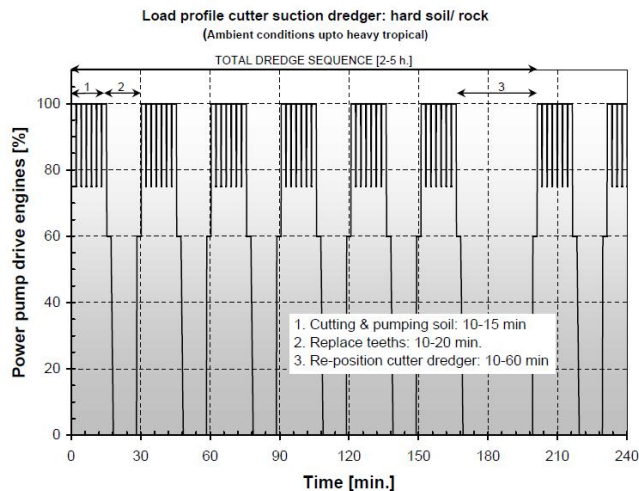 Load profile cutter suction dredger: hard soil/ rock
(Ambient conditions upto heavy tropical)
TOTAL DREDGE SEQUENCE [2-5 h.]
1 2 3
Power pump drive engines [%]
100
80
60
40
20
0
1. Cutting & pumping soil: 10-15 min
2. Replace teeths: 10-20 min.
3. Re-position cutter dredger: 10-60 min
0 30 60 90 120 150 180 210 240
Time [min.]